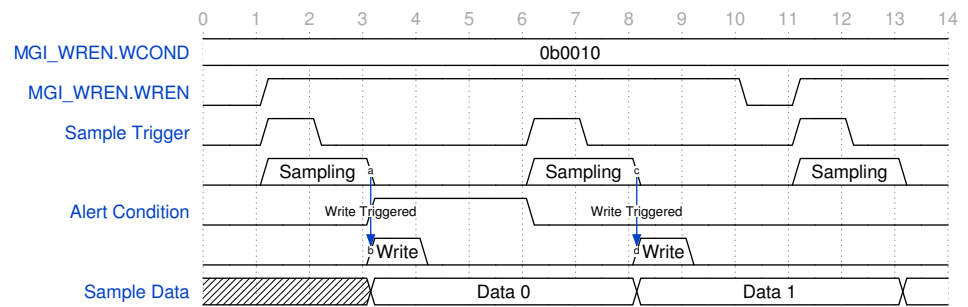 0 1 2 3 4 5 6 7 8 9 10 11 12 13 14
MGI_WREN.WCOND 0b0010
MGI_WREN.WREN
Sample Trigger
Sampling a Sampling c Sampling
Alert Condition Write Triggered Write Triggered
b Write d Write
Sample Data Data 0 Data 1